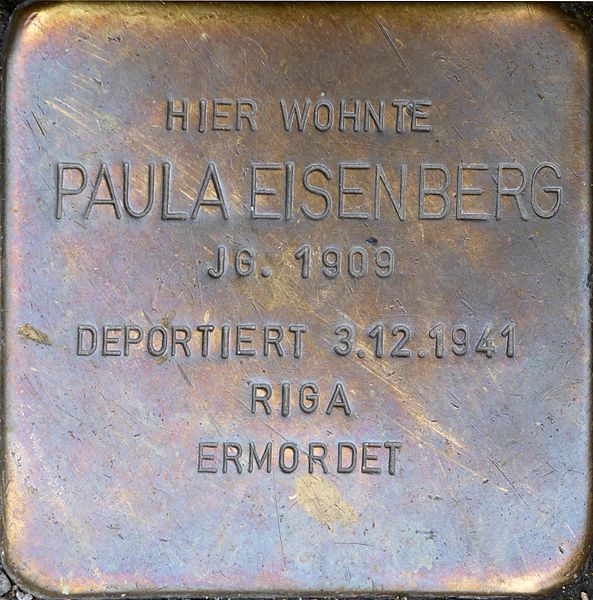 HIER WOHNTE
PAULA EISENBERG
JG. 1909
DEPORTIERT 3.12.1941
RIGA
ERMORDET